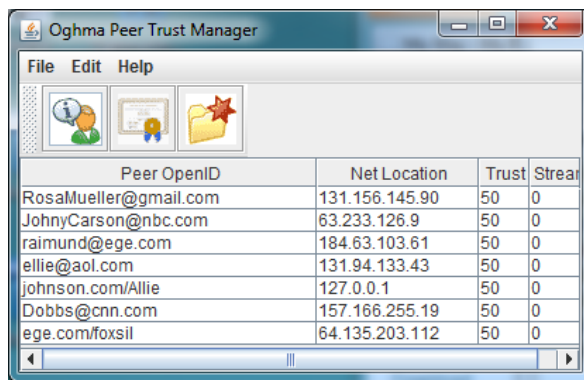 Oghma Peer Trust Manager
File Edit Help
Peer OpenID Net Location Trust Strear
RosaMueller@gmail.com 131.156.145.90 50 0
JohnyCarson@nbc.com 63.233.126.9 50 0
raimund@ege.com 184.63.103.61 50 0
ellie@aol.com 131.94.133.43 50 0
johnson.com/Allie 127.0.0.1 50 0
Dobbs@cnn.com 157.166.255.19 50 0
ege.com/foxsil 64.135.203.112 50 0